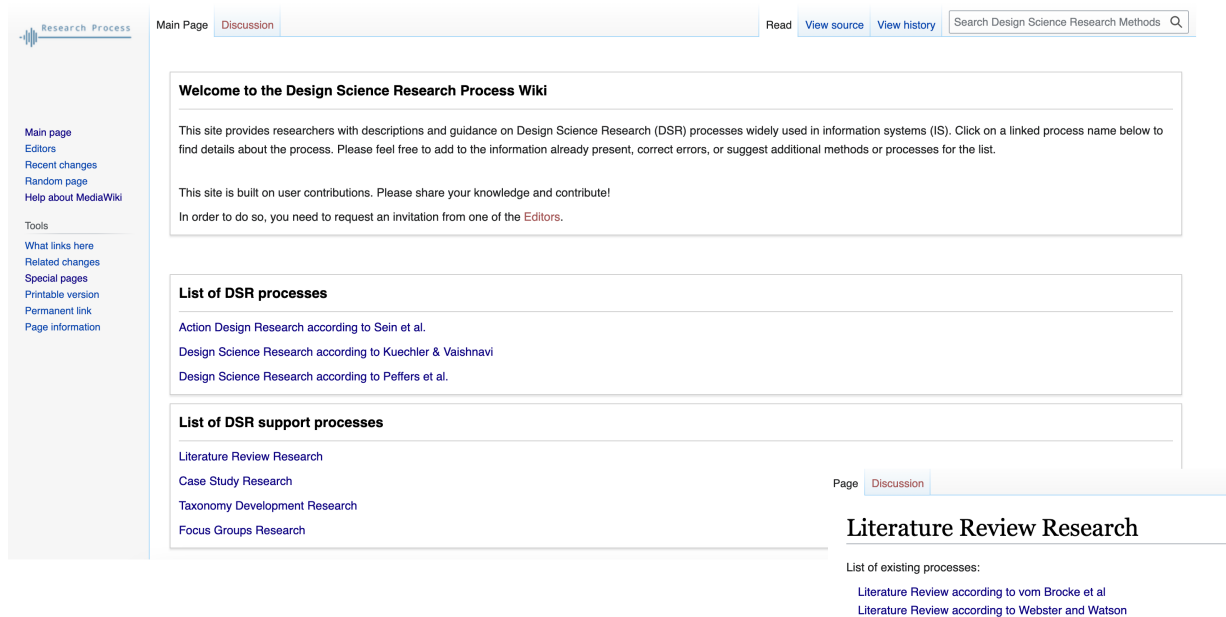 Research Process
Main Page Discussion
Read View source View history Search Design Science Research Methods
Main page
Editors
Recent changes
Random page
Help about MediaWiki
Tools
What links here
Related changes
Special pages
Printable version
Permanent link
Page information
Welcome to the Design Science Research Process Wiki
This site provides researchers with descriptions and guidance on Design Science Research (DSR) processes widely used in information systems (IS). Click on a linked process name below to
find details about the process. Please feel free to add to the information already present, correct errors, or suggest additional methods or processes for the list.
This site is built on user contributions. Please share your knowledge and contribute!
In order to do so, you need to request an invitation from one of the Editors.
List of DSR processes
Action Design Research according to Sein et al.
Design Science Research according to Kuechler & Vaishnavi
Design Science Research according to Peffers et al.
List of DSR support processes
Literature Review Research
Case Study Research
Taxonomy Development Research
Focus Groups Research
Page Discussion
Literature Review Research
List of existing processes:
Literature Review according to vom Brocke et al
Literature Review according to Webster and Watson